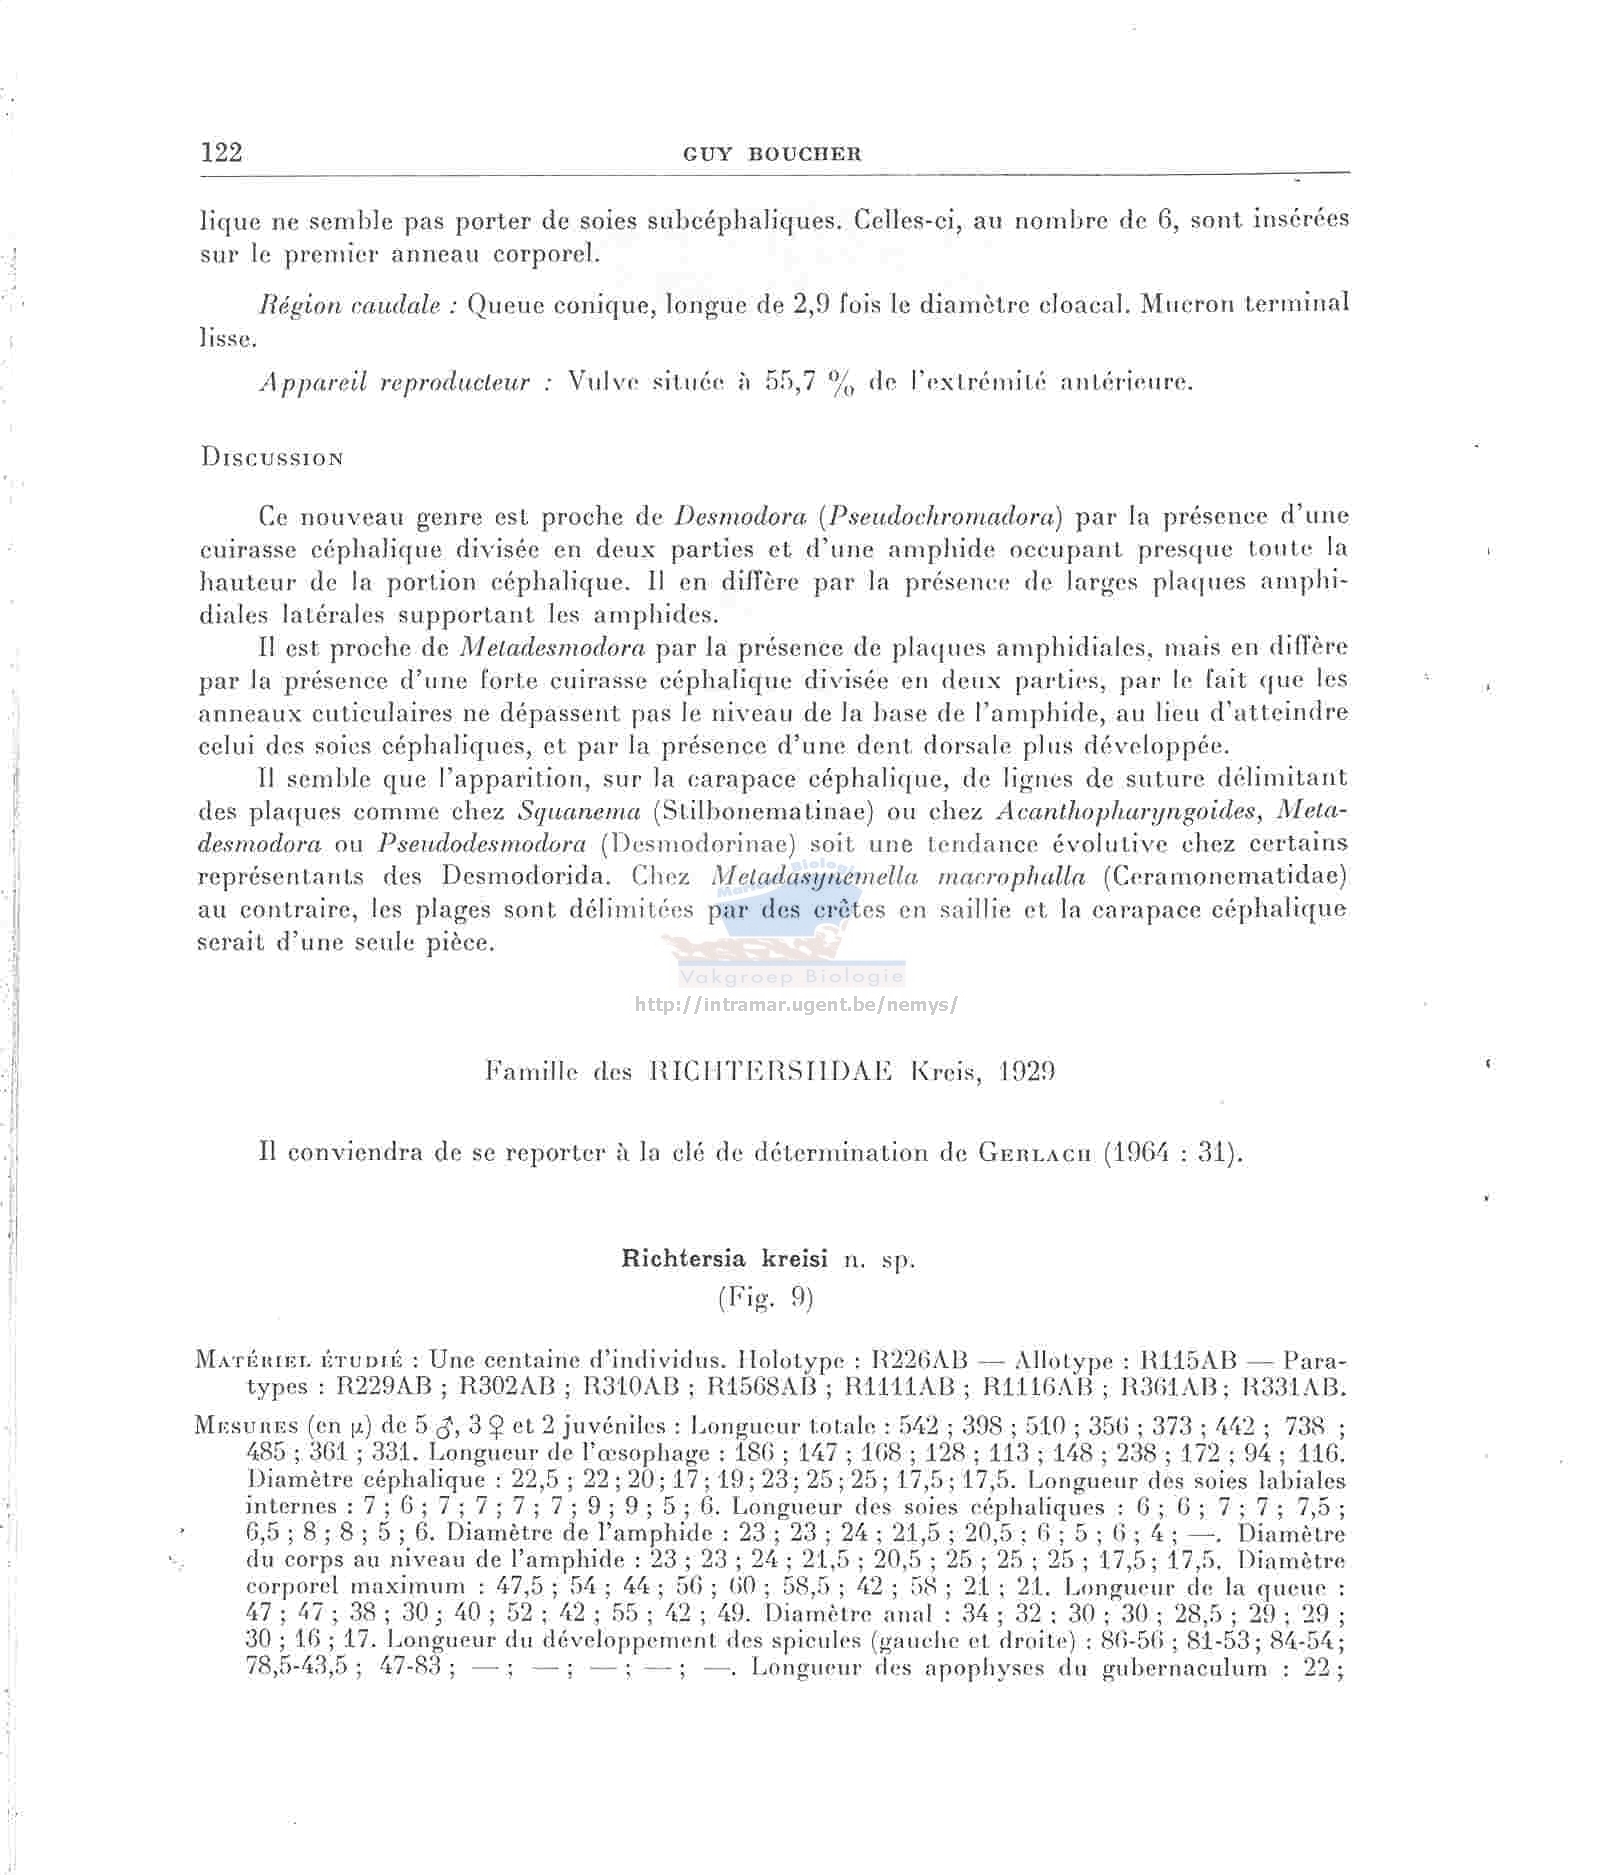 122
GUY BOUCHER
lique ne semble pas porter de soies subcéphaliques. Celles-ci, au nombre de 6, sont insérées
sur le premier anneau corporel.
Région caudale : Queue conique, longue de 2,9 fois le diamètre cloacal. Mucron terminal
lisse.
Appareil reproducteur : Vulve située à 55,7 % de l'extrémité antérieure.
DISCUSSION
Ce nouveau genre est proche de Desmodora (Pseudochromadora) par la présence d'une
cuirasse céphalique divisée en deux parties et d'une amphide occupant presque toute la
hauteur de la portion céphalique. Il en diffère par la présence de larges plaques amphi-
diales latérales supportant les amphides.
Il est proche de Metadesmodora par la présence de plaques amphidiales, mais en diffère
par la présence d'une forte cuirasse céphalique divisée en deux parties, par le fait que les
anneaux cuticulaires ne dépassent pas le niveau de la base de l'amphide, au lieu d'atteindre
celui des soies céphaliques, et par la présence d'une dent dorsale plus développée.
Il semble que l'apparition, sur la carapace céphalique, de lignes de suture délimitant
des plaques comme chez Squanema (Stilbonematinae) ou chez Acanthopharyngoides, Meta-
desmodora ou Pseudodesmodora (Desmodorinae) soit une tendance évolutive chez certains
représentants des Desmodorida. Chez Metadasynemella macrophalla (Ceramonematidae)
au contraire, les plages sont délimitées par des crêtes en saillie et la carapace céphalique
serait d'une seule pièce.
Vakgroep Biologie
http://intramar.ugent.be/nemys/
Famille des RICHTERSIIDAE Kreis, 1929
Il conviendra de se reporter à la clé de détermination de GERLACH (1964 : 31).
Richtersia kreisi n. sp.
(Fig. 9)
MATÉRIEL ÉTUDIÉ : Une centaine d'individus. Holotype : R226AB — Allotype : R115AB — Para-
types : R229AB ; R302AB ; R310AB ; R1568AB ; R1111AB ; R1116AB ; R361AB ; R331AB.
MESURES (en μ) de 5 ♂, 3 ♀ et 2 juvéniles : Longueur totale : 542 ; 398 ; 510 ; 356 ; 373 ; 442 ; 738 ;
485 ; 361 ; 331. Longueur de l'œsophage : 186 ; 147 ; 168 ; 128 ; 113 ; 148 ; 238 ; 172 ; 94 ; 116.
Diamètre céphalique : 22,5 ; 22 ; 20 ; 17 ; 19 ; 23 ; 25 ; 25 ; 17,5 ; 17,5. Longueur des soies labiales
internes : 7 ; 6 ; 7 ; 7 ; 7 ; 7 ; 9 ; 9 ; 5 ; 6. Longueur des soies céphaliques : 6 ; 6 ; 7 ; 7 ; 7,5 ;
6,5 ; 8 ; 8 ; 5 ; 6. Diamètre de l'amphide : 23 ; 23 ; 24 ; 21,5 ; 20,5 ; 6 ; 5 ; 6 ; 4 ; —. Diamètre
du corps au niveau de l'amphide : 23 ; 23 ; 24 ; 21,5 ; 20,5 ; 25 ; 25 ; 25 ; 17,5 ; 17,5. Diamètre
corporel maximum : 47,5 ; 54 ; 44 ; 56 ; 60 ; 58,5 ; 42 ; 58 ; 21 ; 21. Longueur de la queue :
47 ; 47 ; 38 ; 30 ; 40 ; 52 ; 42 ; 55 ; 42 ; 49. Diamètre anal : 34 ; 32 ; 30 ; 30 ; 28,5 ; 29 ; 29 ;
30 ; 16 ; 17. Longueur du développement des spicules (gauche et droite) : 86-56 ; 81-53 ; 84-54 ;
78,5-43,5 ; 47-83 ; — ; — ; — ; — ; —. Longueur des apophyses du gubernaculum : 22 ;